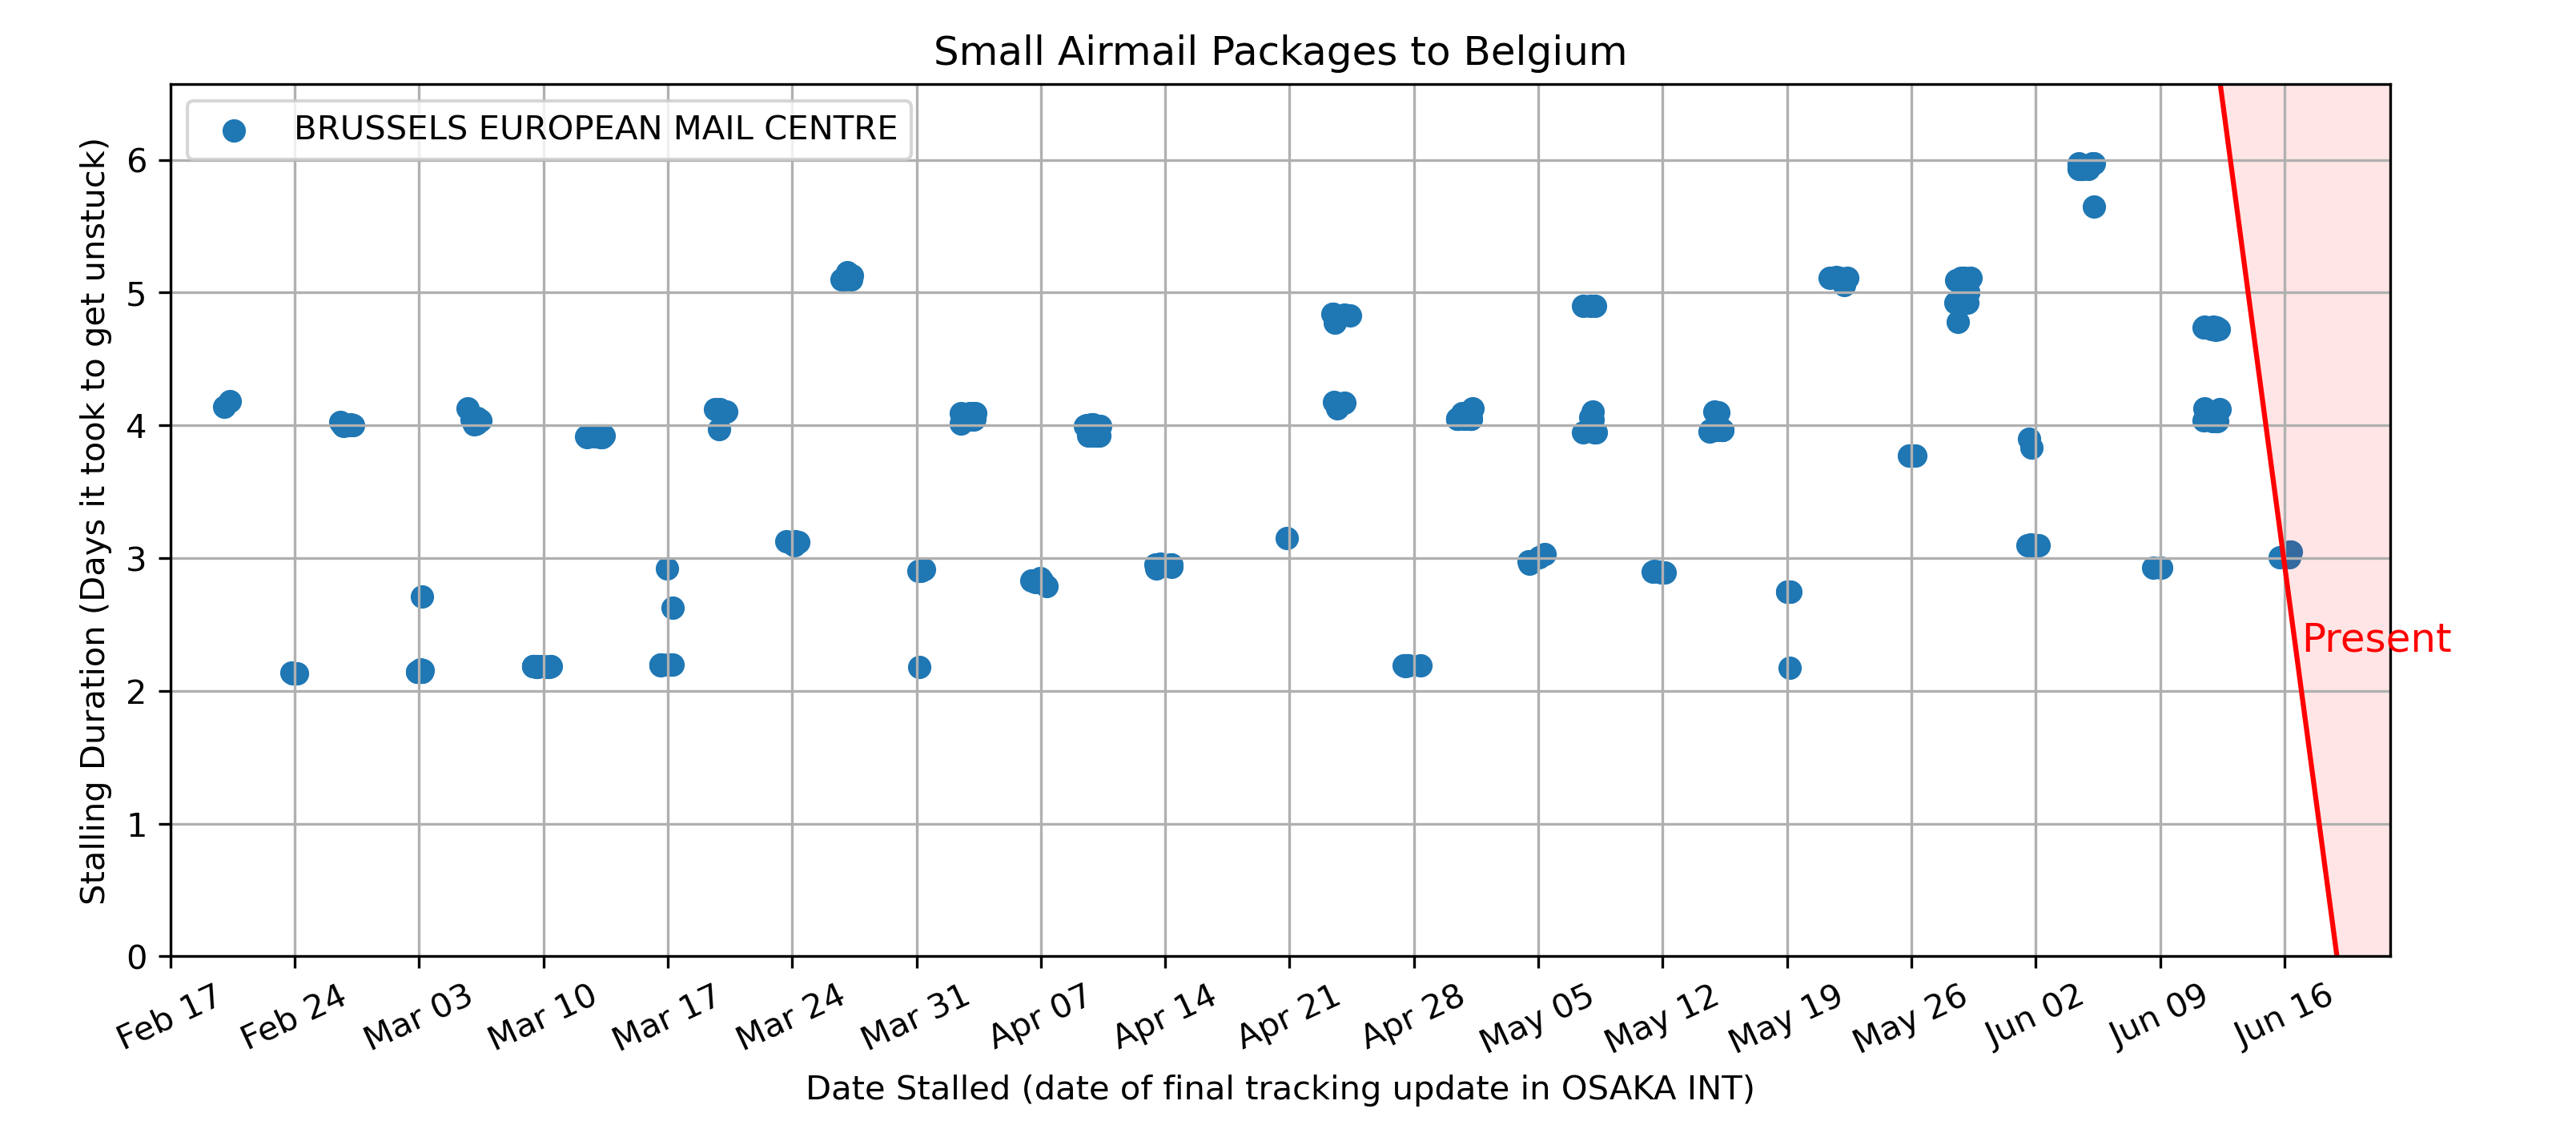 Small Airmail Packages to Belgium
BRUSSELS EUROPEAN MAIL CENTRE
Stalling Duration (Days it took to get unstuck)
6
5
4
3
2
1
0
Present
Feb 17
Feb 24
Mar 03
Mar 10
Mar 17
Mar 24
Mar 31
Apr 07
Apr 14
Apr 21
Apr 28
May 05
May 12
May 19
May 26
Jun 02
Jun 09
Jun 16
Date Stalled (date of final tracking update in OSAKA INT)